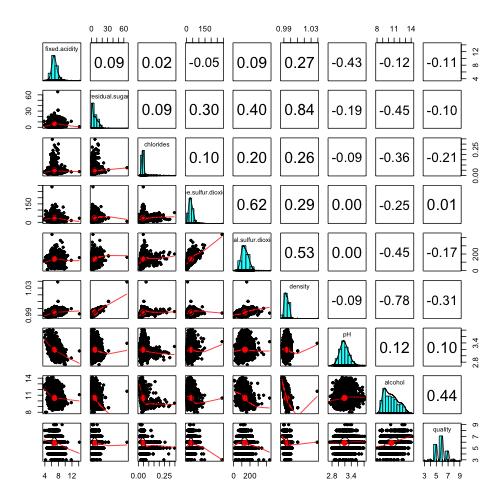 0 30 60 0 150 0.99 1.03 8 11 14
fixed.acidity 0.09 0.02 -0.05 0.09 0.27 -0.43 -0.12 -0.11 4 8 12
0 20 40 60 residual.sugar 0.09 0.30 0.40 0.84 -0.19 -0.45 -0.10
chlorides 0.10 0.20 0.26 -0.09 -0.36 -0.21 0.00 0.25
0 150 e.sulfur.dioxi 0.62 0.29 0.00 -0.25 0.01
al.sulfur.dioxi 0.53 0.00 -0.45 -0.17 0 200
0.99 1.03 density -0.09 -0.78 -0.31
pH 0.12 0.10 2.8 3.4
8 11 14 alcohol 0.44
quality 3 5 7 9
4 8 12 0.00 0.25 0 200 2.8 3.4 3 5 7 9